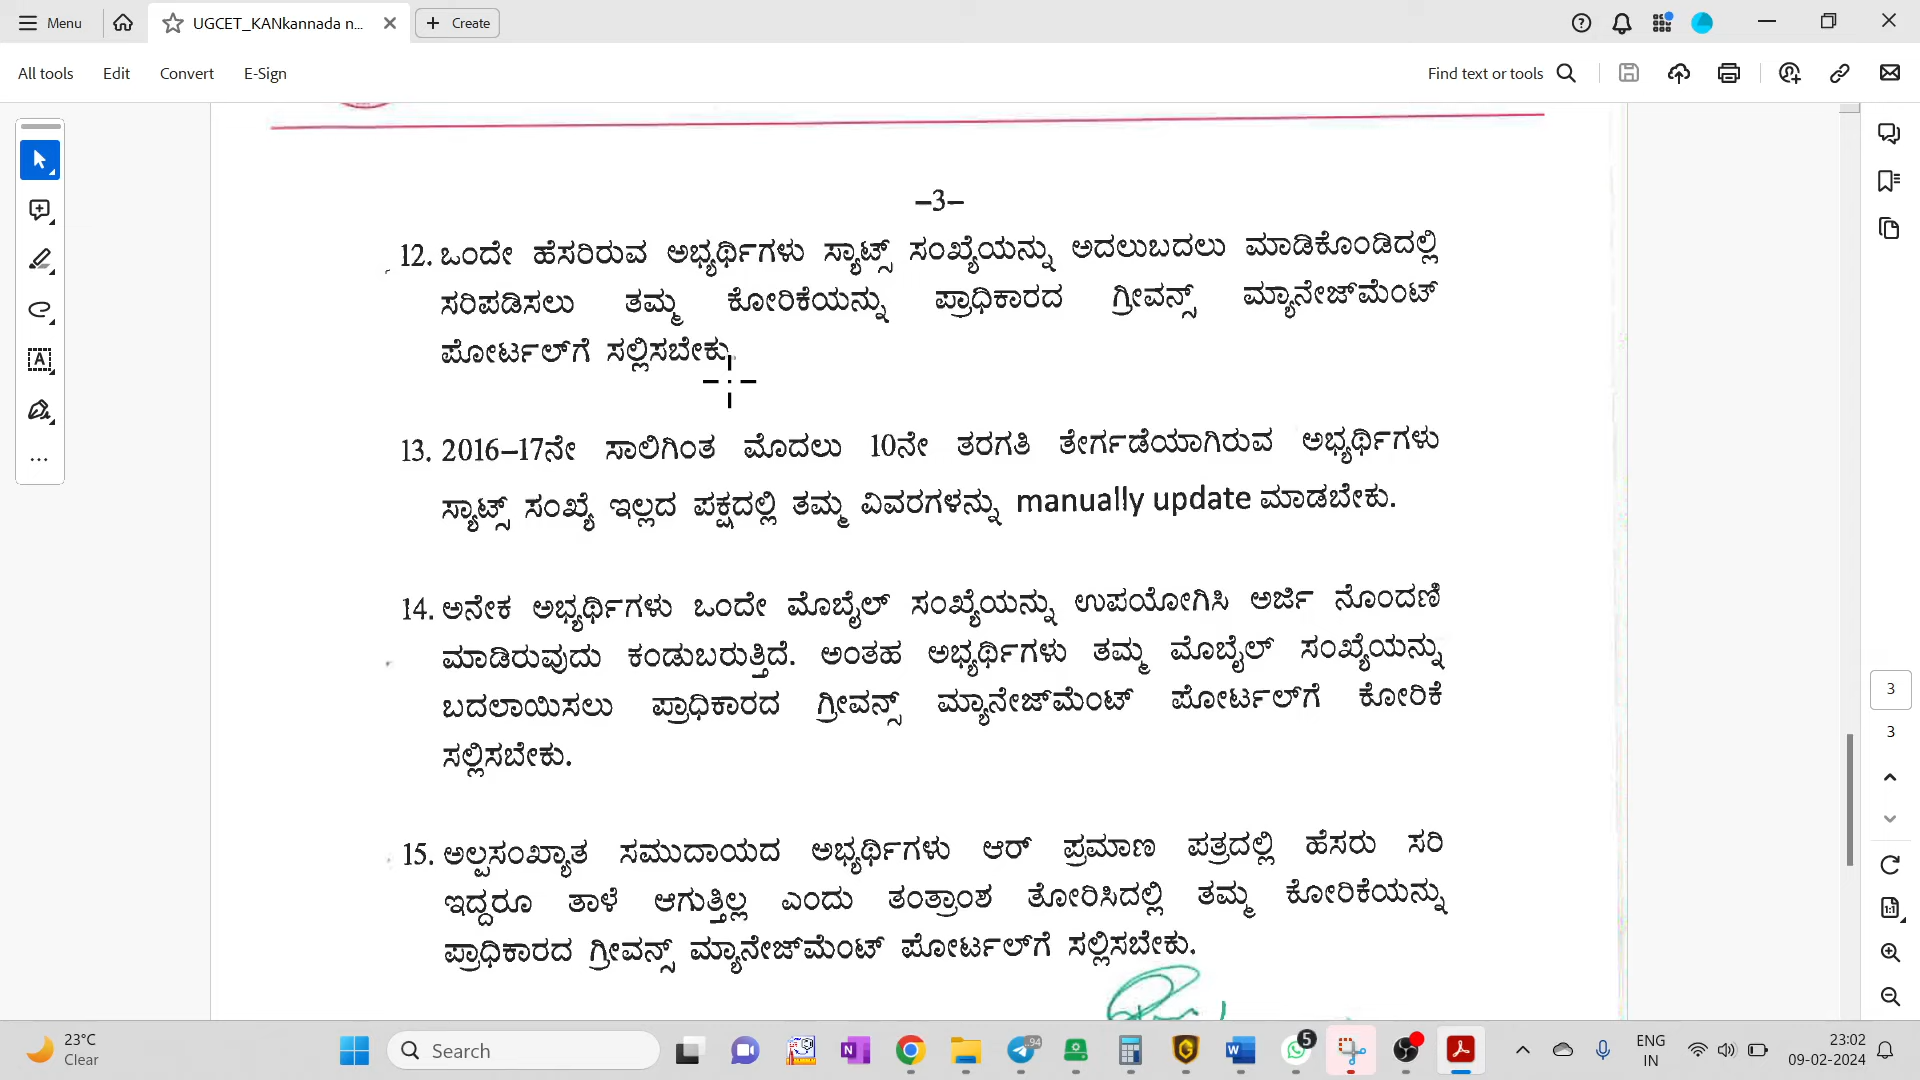 Menu
UGCET_KANkannada n...
Create
All tools
Edit
Convert
E-Sign
Find text or tools
–3–
12. ಒಂದೇ ಹೆಸರಿರುವ ಅಭ್ಯರ್ಥಿಗಳು ಸ್ಯಾಟ್ಸ್ ಸಂಖ್ಯೆಯನ್ನು ಅದಲುಬದಲು ಮಾಡಿಕೊಂಡಿದಲ್ಲಿ
ಸರಿಪಡಿಸಲು ತಮ್ಮ ಕೋರಿಕೆಯನ್ನು ಪ್ರಾಧಿಕಾರದ ಗ್ರೀವನ್ಸ್ ಮ್ಯಾನೇಜ್‌ಮೆಂಟ್
ಪೋರ್ಟಲ್‌ಗೆ ಸಲ್ಲಿಸಬೇಕು.
13. 2016–17ನೇ ಸಾಲಿಗಿಂತ ಮೊದಲು 10ನೇ ತರಗತಿ ತೇರ್ಗಡೆಯಾಗಿರುವ ಅಭ್ಯರ್ಥಿಗಳು
ಸ್ಯಾಟ್ಸ್ ಸಂಖ್ಯೆ ಇಲ್ಲದ ಪಕ್ಷದಲ್ಲಿ ತಮ್ಮ ವಿವರಗಳನ್ನು manually update ಮಾಡಬೇಕು.
14. ಅನೇಕ ಅಭ್ಯರ್ಥಿಗಳು ಒಂದೇ ಮೊಬೈಲ್ ಸಂಖ್ಯೆಯನ್ನು ಉಪಯೋಗಿಸಿ ಅರ್ಜಿ ನೊಂದಣಿ
ಮಾಡಿರುವುದು ಕಂಡುಬರುತ್ತಿದೆ. ಅಂತಹ ಅಭ್ಯರ್ಥಿಗಳು ತಮ್ಮ ಮೊಬೈಲ್ ಸಂಖ್ಯೆಯನ್ನು
ಬದಲಾಯಿಸಲು ಪ್ರಾಧಿಕಾರದ ಗ್ರೀವನ್ಸ್ ಮ್ಯಾನೇಜ್‌ಮೆಂಟ್ ಪೋರ್ಟಲ್‌ಗೆ ಕೋರಿಕೆ
ಸಲ್ಲಿಸಬೇಕು.
15. ಅಲ್ಪಸಂಖ್ಯಾತ ಸಮುದಾಯದ ಅಭ್ಯರ್ಥಿಗಳು ಆರ್ ಪ್ರಮಾಣ ಪತ್ರದಲ್ಲಿ ಹೆಸರು ಸರಿ
ಇದ್ದರೂ ತಾಳೆ ಆಗುತ್ತಿಲ್ಲ ಎಂದು ತಂತ್ರಾಂಶ ತೋರಿಸಿದಲ್ಲಿ ತಮ್ಮ ಕೋರಿಕೆಯನ್ನು
ಪ್ರಾಧಿಕಾರದ ಗ್ರೀವನ್ಸ್ ಮ್ಯಾನೇಜ್‌ಮೆಂಟ್ ಪೋರ್ಟಲ್‌ಗೆ ಸಲ್ಲಿಸಬೇಕು.
3
3
23°C
Clear
Search
94
5
ENG
IN
23:02
09-02-2024